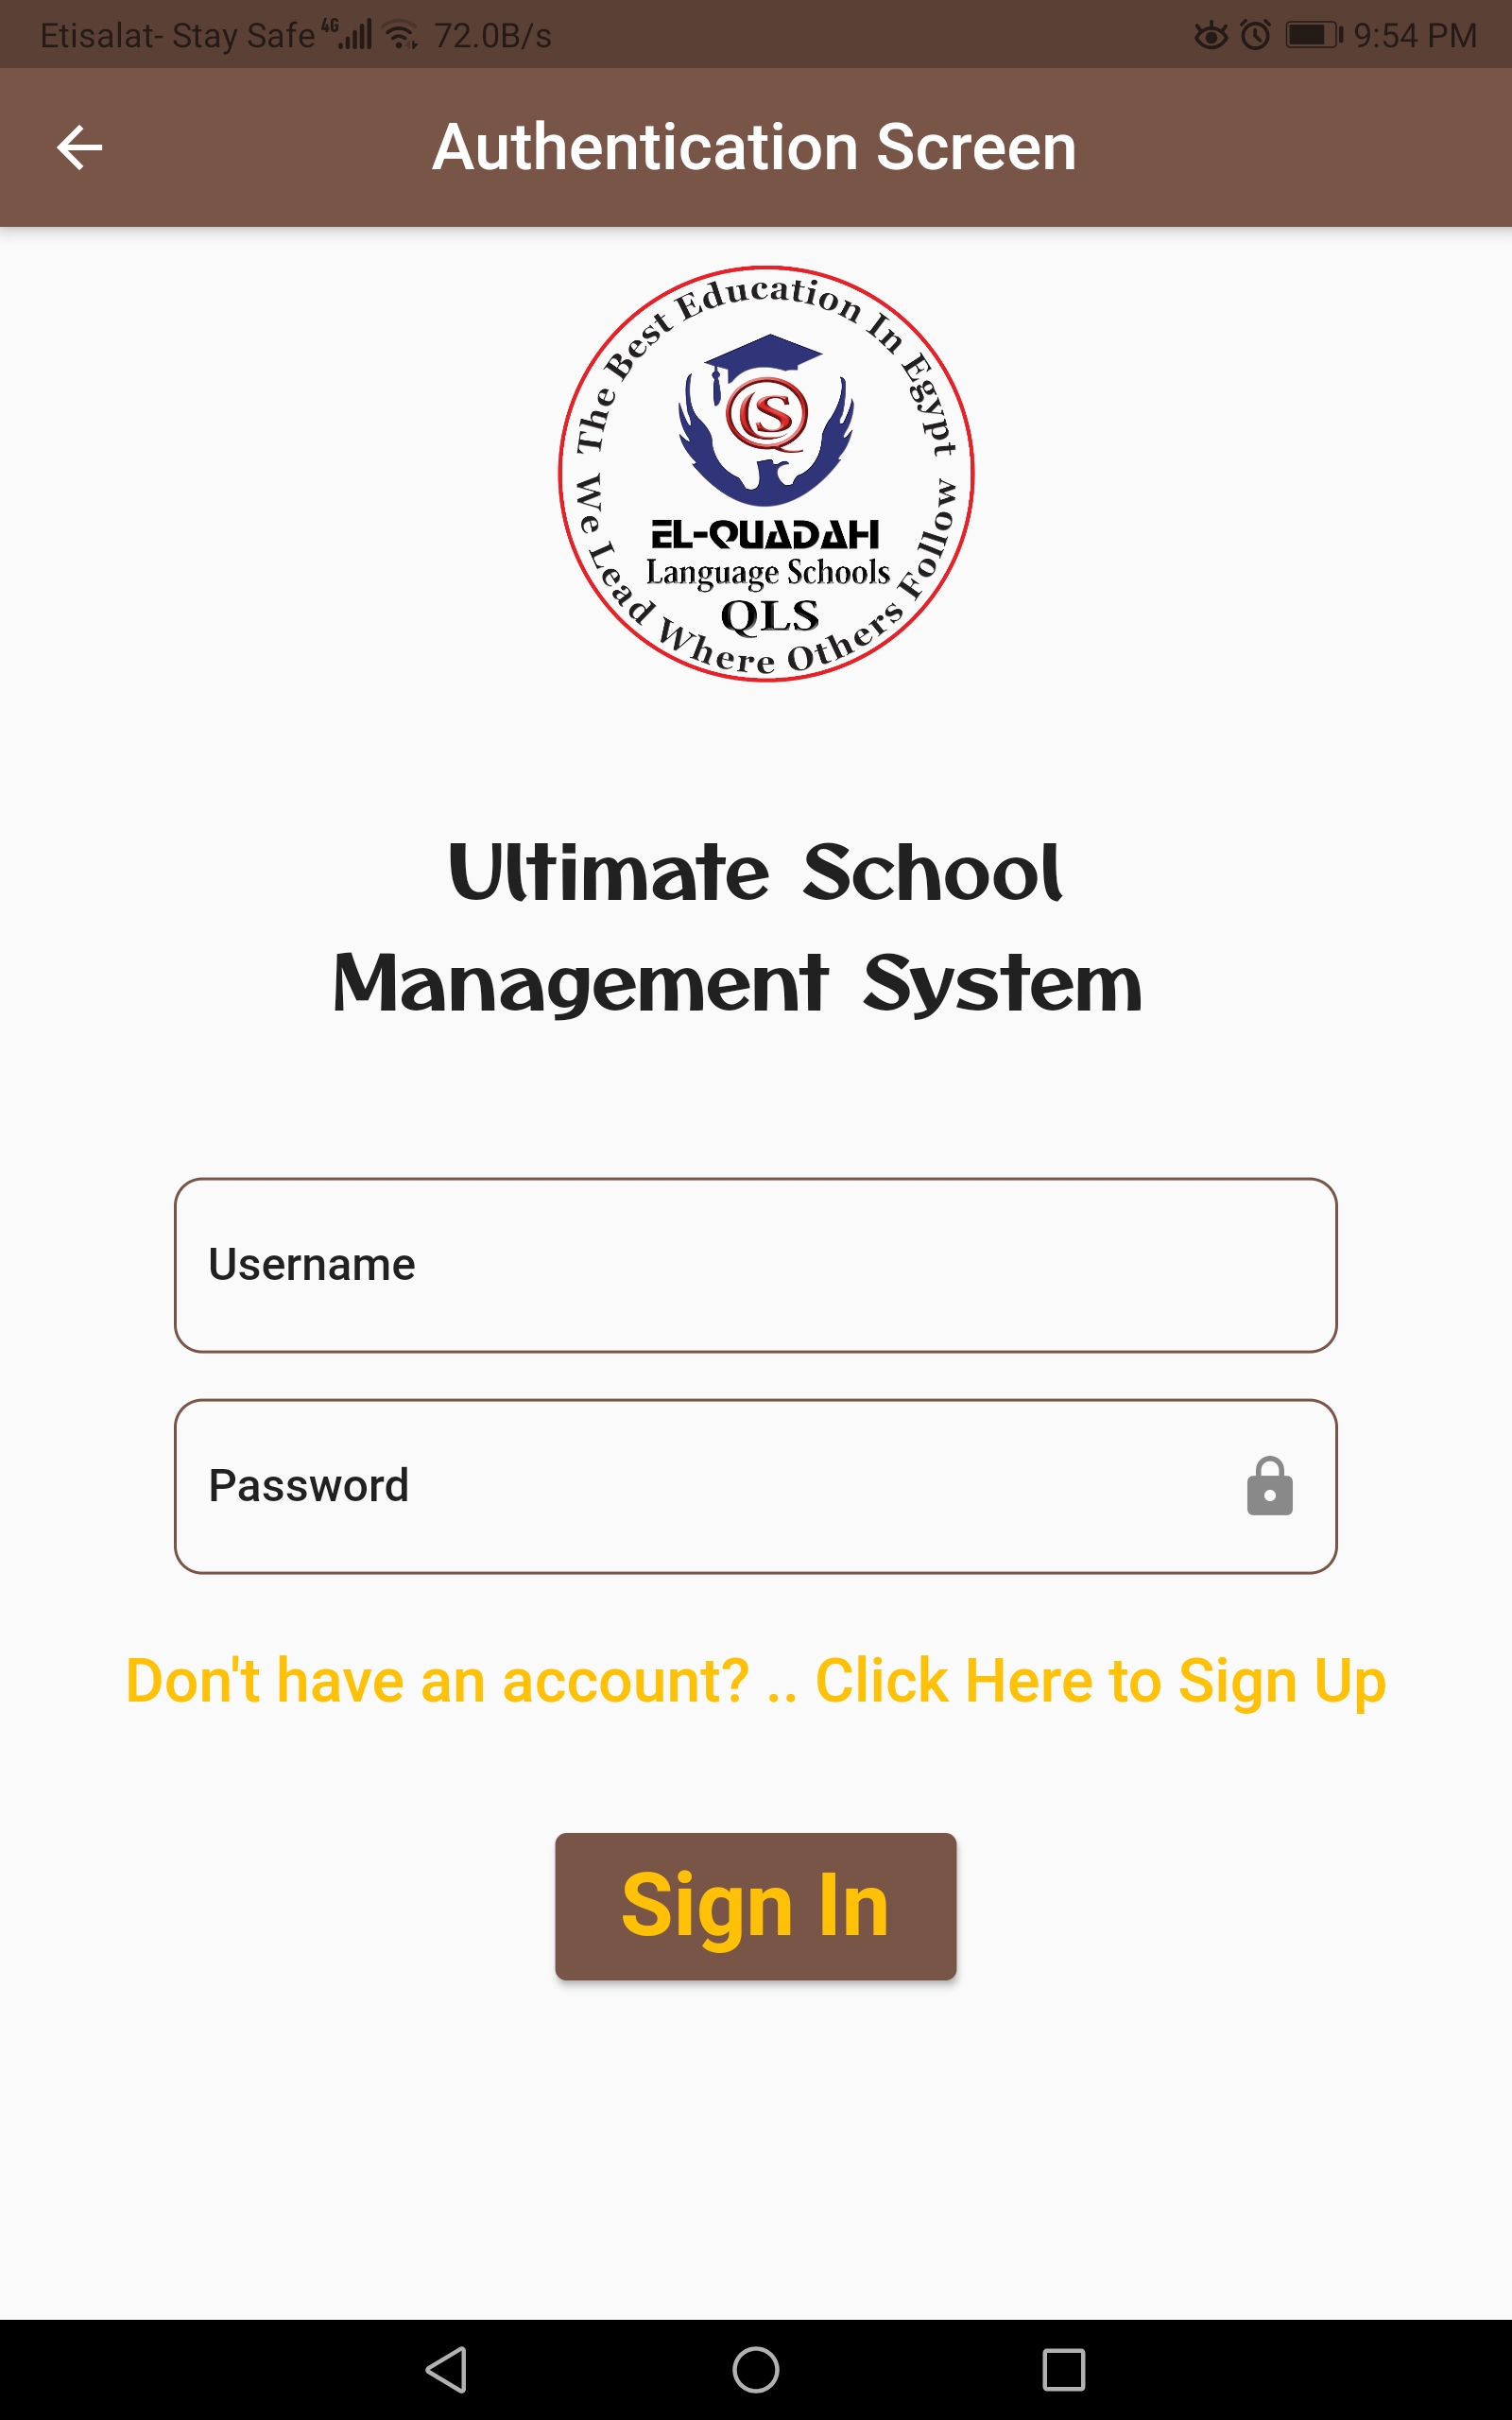 Etisalat- Stay Safe 4G 72.0B/s 9:54 PM
Authentication Screen
The Best Education In Egypt
QS
EL-QUADAH
Language Schools
QLS
We Lead Where Others Follow
Ultimate School
Management System
Username
Password
Don't have an account? .. Click Here to Sign Up
Sign In